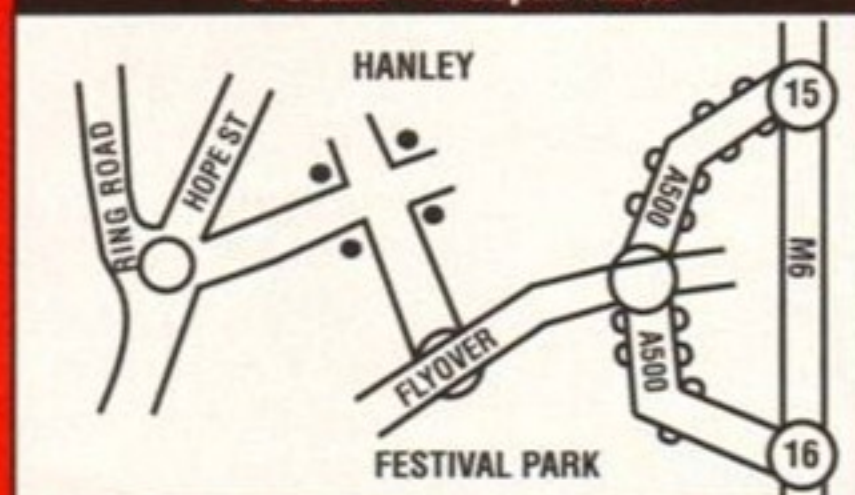 HANLEY
15
RING ROAD
HOPE ST
A500
M6
FLYOVER
A500
16
FESTIVAL PARK